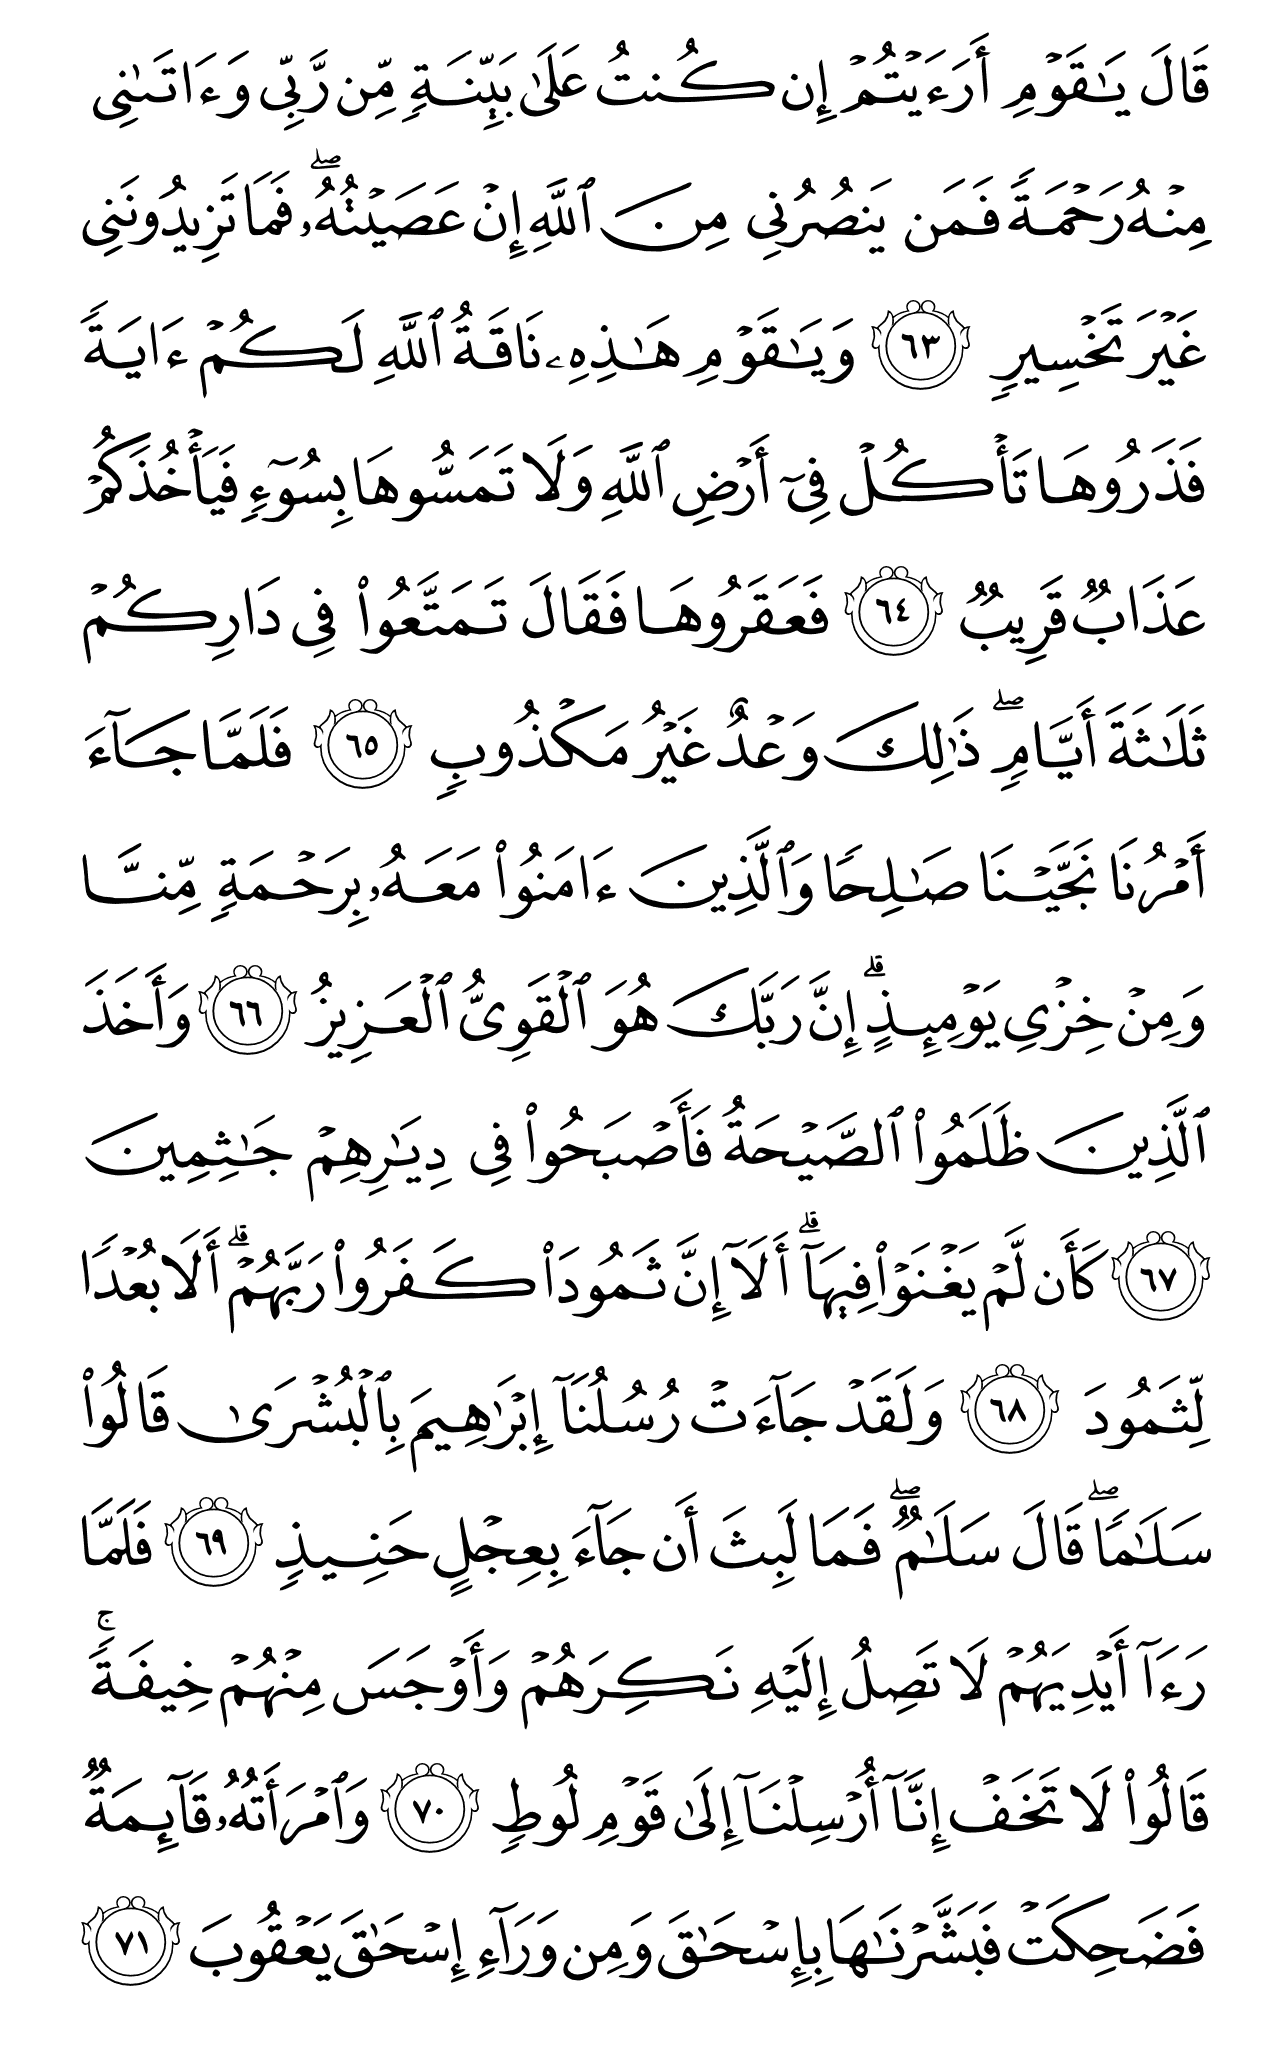 قَالَ يَـٰقَوْمِ أَرَءَيْتُمْ إِن كُنتُ عَلَىٰ بَيِّنَةٍ مِّن رَّبِّى وَءَاتَىٰنِى
مِنْهُ رَحْمَةً فَمَن يَنصُرُنِى مِنَ ٱللَّهِ إِنْ عَصَيْتُهُۥ ۖ فَمَا تَزِيدُونَنِى
غَيْرَ تَخْسِيرٍ ٦٣ وَيَـٰقَوْمِ هَـٰذِهِۦ نَاقَةُ ٱللَّهِ لَكُمْ ءَايَةً
فَذَرُوهَا تَأْكُلْ فِىٓ أَرْضِ ٱللَّهِ وَلَا تَمَسُّوهَا بِسُوٓءٍ فَيَأْخُذَكُمْ
عَذَابٌ قَرِيبٌ ٦٤ فَعَقَرُوهَا فَقَالَ تَمَتَّعُوا۟ فِى دَارِكُمْ
ثَلَـٰثَةَ أَيَّامٍ ۖ ذَٰلِكَ وَعْدٌ غَيْرُ مَكْذُوبٍ ٦٥ فَلَمَّا جَآءَ
أَمْرُنَا نَجَّيْنَا صَـٰلِحًا وَٱلَّذِينَ ءَامَنُوا۟ مَعَهُۥ بِرَحْمَةٍ مِّنَّا
وَمِنْ خِزْىِ يَوْمِئِذٍ ۗ إِنَّ رَبَّكَ هُوَ ٱلْقَوِىُّ ٱلْعَزِيزُ ٦٦ وَأَخَذَ
ٱلَّذِينَ ظَلَمُوا۟ ٱلصَّيْحَةُ فَأَصْبَحُوا۟ فِى دِيَـٰرِهِمْ جَـٰثِمِينَ
٦٧ كَأَن لَّمْ يَغْنَوْا۟ فِيهَآ ۗ أَلَآ إِنَّ ثَمُودَا۟ كَفَرُوا۟ رَبَّهُمْ ۗ أَلَا بُعْدًا
لِّثَمُودَ ٦٨ وَلَقَدْ جَآءَتْ رُسُلُنَآ إِبْرَٰهِيمَ بِٱلْبُشْرَىٰ قَالُوا۟
سَلَـٰمًا ۖ قَالَ سَلَـٰمٌ ۖ فَمَا لَبِثَ أَن جَآءَ بِعِجْلٍ حَنِيذٍ ٦٩ فَلَمَّا
رَءَآ أَيْدِيَهُمْ لَا تَصِلُ إِلَيْهِ نَكِرَهُمْ وَأَوْجَسَ مِنْهُمْ خِيفَةً ۚ
قَالُوا۟ لَا تَخَفْ إِنَّآ أُرْسِلْنَآ إِلَىٰ قَوْمِ لُوطٍ ٧٠ وَٱمْرَأَتُهُۥ قَآئِمَةٌ
فَضَحِكَتْ فَبَشَّرْنَـٰهَا بِإِسْحَـٰقَ وَمِن وَرَآءِ إِسْحَـٰقَ يَعْقُوبَ ٧١